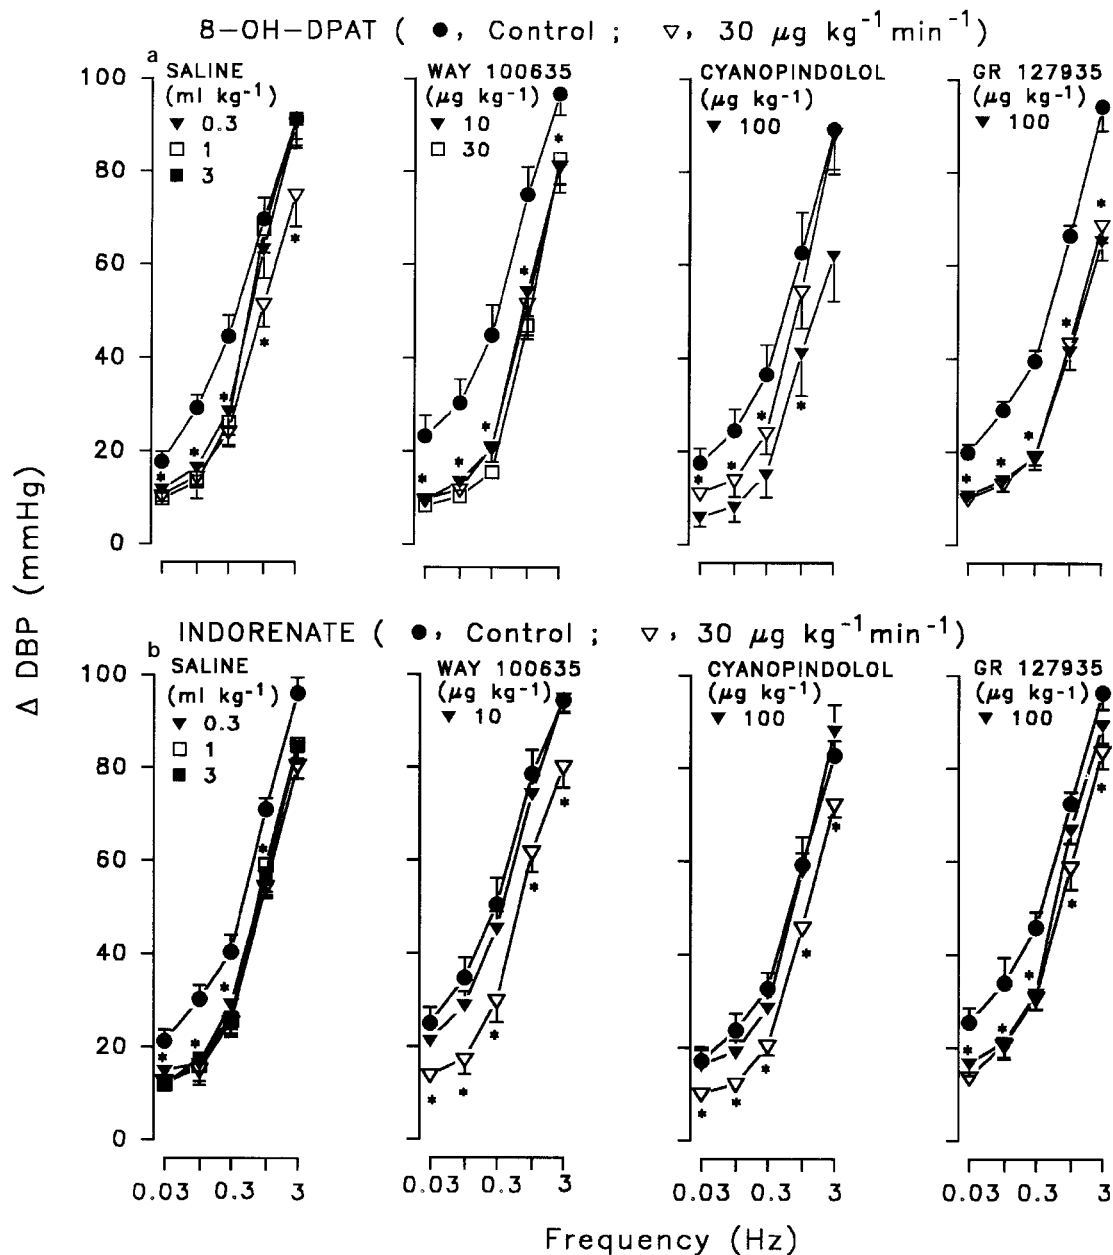 8-OH-DPAT ( ●, Control ; ▽, 30 μg kg⁻¹min⁻¹)
a
SALINE
(ml kg⁻¹)
▼ 0.3
□ 1
■ 3
WAY 100635
(μg kg⁻¹)
▼ 10
□ 30
CYANOPINDOLOL
(μg kg⁻¹)
▼ 100
GR 127935
(μg kg⁻¹)
▼ 100
100
80
60
40
20
0
Δ DBP (mmHg)
INDORENATE ( ●, Control ; ▽, 30 μg kg⁻¹min⁻¹)
b
SALINE
(ml kg⁻¹)
▼ 0.3
□ 1
■ 3
WAY 100635
(μg kg⁻¹)
▼ 10
CYANOPINDOLOL
(μg kg⁻¹)
▼ 100
GR 127935
(μg kg⁻¹)
▼ 100
100
80
60
40
20
0
0.03 0.3 3
0.03 0.3 3
0.03 0.3 3
0.03 0.3 3
Frequency (Hz)